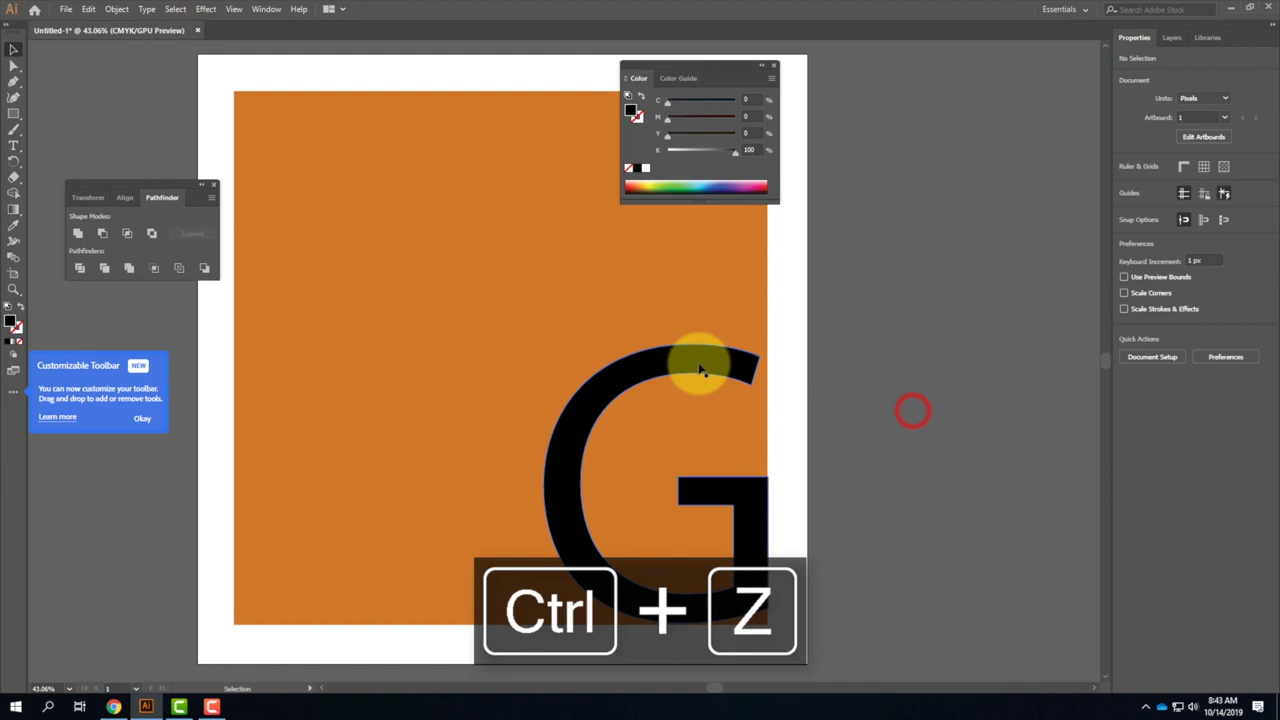 Ai File Edit Object Type Select Effect View Window Help Essentials Search Adobe Stock
Untitled-1* @ 43.06% (CMYK/GPU Preview) ×
Properties Layers Libraries
No Selection
Document
Units: Pixels
Artboard: 1
Edit Artboards
Ruler & Grids
Guides
Snap Options
Preferences
Keyboard Increment: 1 px
Use Preview Bounds
Scale Corners
Scale Strokes & Effects
Quick Actions
Document Setup Preferences
Color Color Guide
C 0 %
M 0 %
Y 0 %
K 100 %
Transform Align Pathfinder
Shape Modes:
Expand
Pathfinders:
Customizable Toolbar NEW
You can now customize your toolbar.
Drag and drop to add or remove tools.
Learn more Okay
G
Ctrl + Z
43.06% 1 Selection
Ai
8:43 AM
10/14/2019